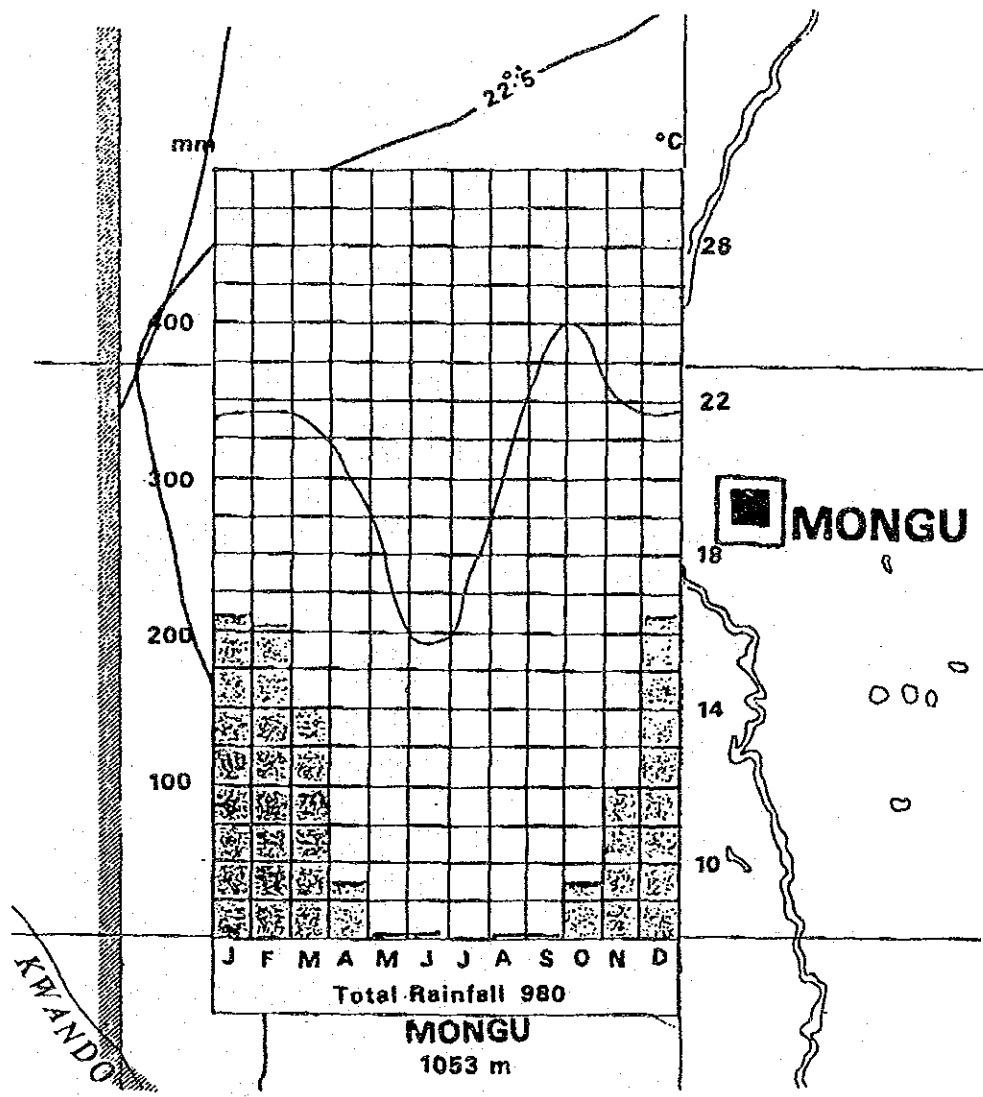 22°.5
mm
°C
28
400
22
300
MONGU
18
200
14
100
10
J F M A M J J A S O N D
Total Rainfall 980
MONGU
1053 m
KWANDO